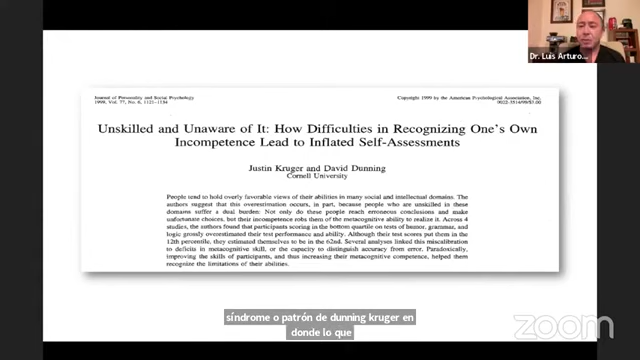 Dr. Luis Arturo...
Journal of Personality and Social Psychology
1999, Vol. 77, No. 6, 1121-1134
Copyright 1999 by the American Psychological Association, Inc.
0022-3514/99/$3.00
Unskilled and Unaware of It: How Difficulties in Recognizing One's Own
Incompetence Lead to Inflated Self-Assessments
Justin Kruger and David Dunning
Cornell University
People tend to hold overly favorable views of their abilities in many social and intellectual domains. The
authors suggest that this overestimation occurs, in part, because people who are unskilled in these
domains suffer a dual burden: Not only do these people reach erroneous conclusions and make
unfortunate choices, but their incompetence robs them of the metacognitive ability to realize it. Across 4
studies, the authors found that participants scoring in the bottom quartile on tests of humor, grammar, and
logic grossly overestimated their test performance and ability. Although their test scores put them in the
12th percentile, they estimated themselves to be in the 62nd. Several analyses linked this miscalibration
to deficits in metacognitive skill, or the capacity to distinguish accuracy from error. Paradoxically,
improving the skills of participants, and thus increasing their metacognitive competence, helped them
recognize the limitations of their abilities.
síndrome o patrón de dunning kruger en
donde lo que
zoom